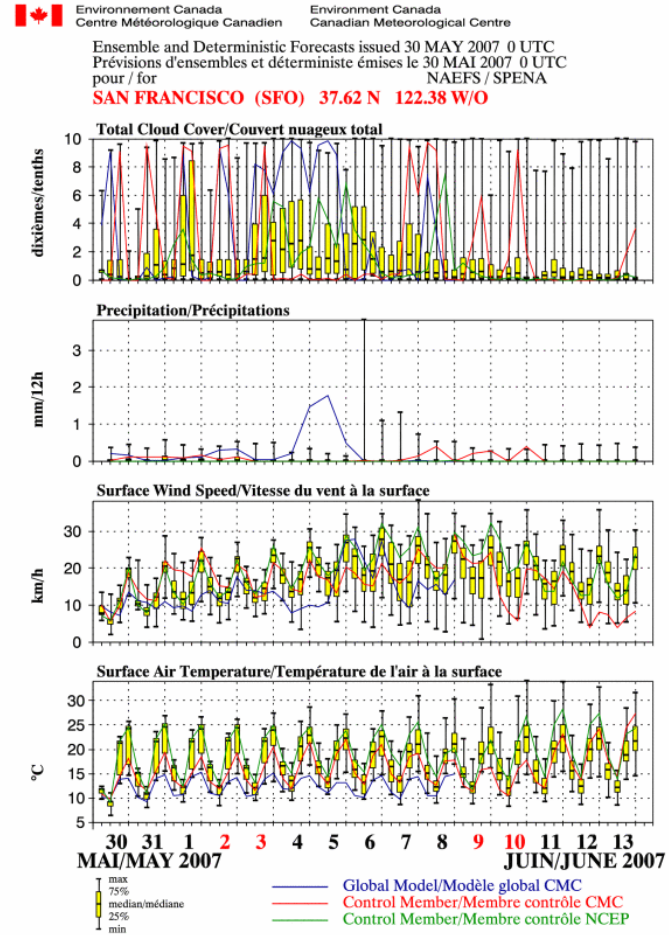 Environnement Canada Environment Canada
Centre Météorologique Canadien Canadian Meteorological Centre
Ensemble and Deterministic Forecasts issued 30 MAY 2007 0 UTC
Prévisions d'ensembles et déterministe émises le 30 MAI 2007 0 UTC
pour / for NAEFS / SPENA
SAN FRANCISCO (SFO) 37.62 N 122.38 W/O
Total Cloud Cover/Couvert nuageux total
10
8
6
4
2
0
dixièmes/tenths
Precipitation/Précipitations
3
2
1
0
mm/12h
Surface Wind Speed/Vitesse du vent à la surface
30
20
10
0
km/h
Surface Air Temperature/Température de l'air à la surface
30
25
20
15
10
5
°C
30 31 1 2 3 4 5 6 7 8 9 10 11 12 13
MAI/MAY 2007 JUIN/JUNE 2007
max
75%
median/médiane
25%
min
Global Model/Modèle global CMC
Control Member/Membre contrôle CMC
Control Member/Membre contrôle NCEP